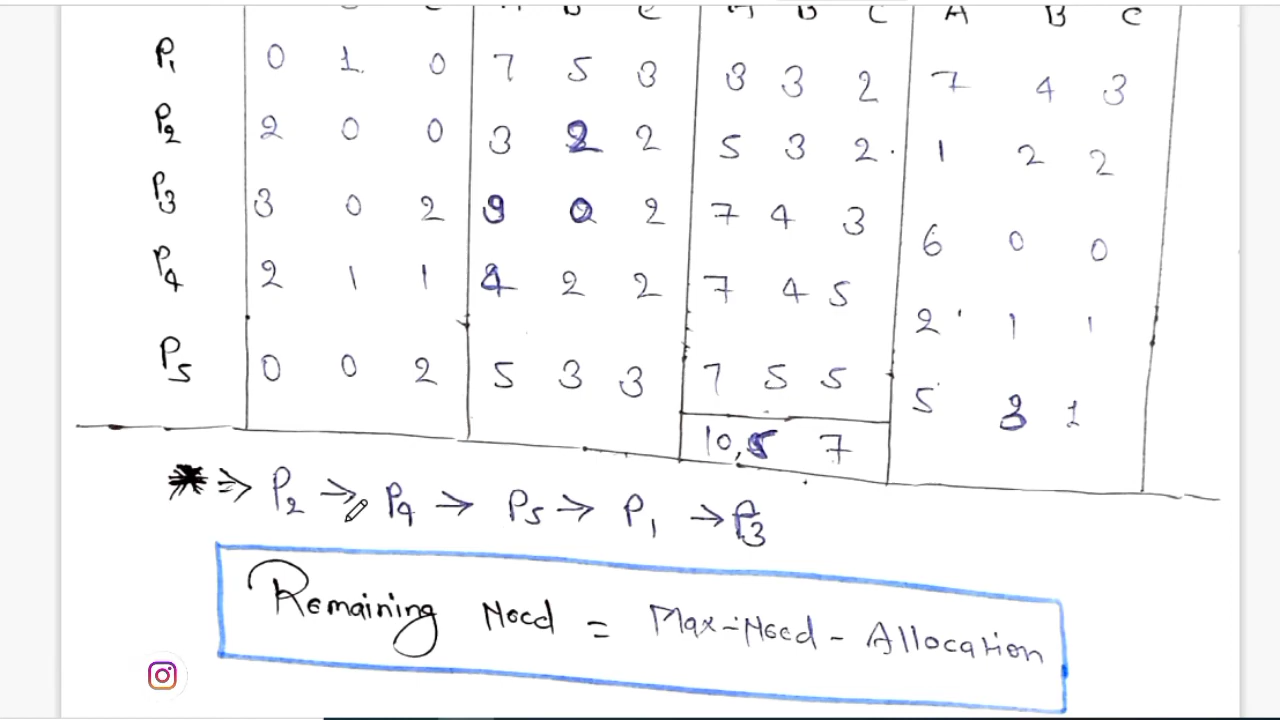 A B C A B C A B C
P1 0 1 0 7 5 3 3 3 2 7 4 3
P2 2 0 0 3 2 2 5 3 2 1 2 2
P3 3 0 2 9 0 2 7 4 3 6 0 0
P4 2 1 1 4 2 2 7 4 5 2 1 1
P5 0 0 2 5 3 3 7 5 5 5 3 1
10,5 7
* ⇒ P2 → P4 → P5 → P1 → P3
Remaining Need = Max-Need - Allocation